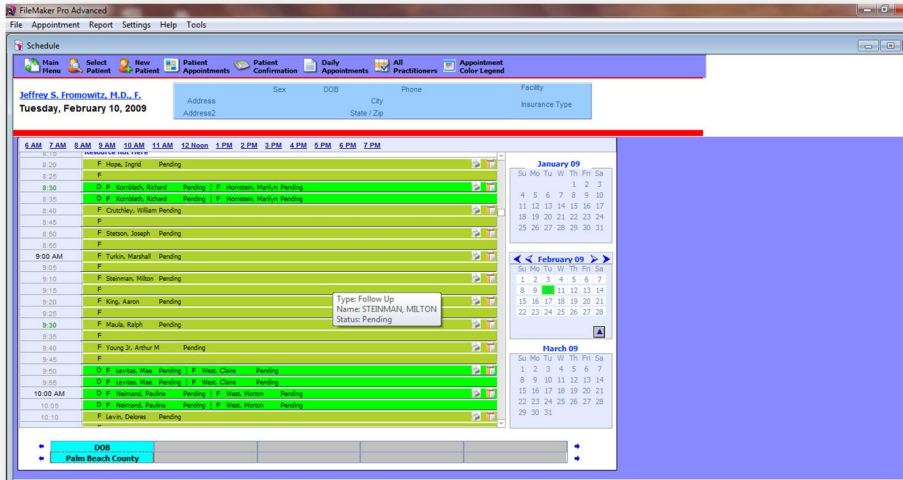 FileMaker Pro Advanced
File Appointment Report Settings Help Tools
Schedule
Main Menu Select Patient New Patient Patient Appointments Patient Confirmation Daily Appointments All Practitioners Appointment Color Legend
Jeffrey S. Fromowitz, M.D., F.
Tuesday, February 10, 2009
Sex DOB Phone Facility
Address City Insurance Type
Address2 State / Zip
6 AM 7 AM 8 AM 9 AM 10 AM 11 AM 12 Noon 1 PM 2 PM 3 PM 4 PM 5 PM 6 PM 7 PM
8:15 Resource Not Here
8:20 F Hope, Ingrid Pending
8:25 F
8:30 D F Kornblath, Richard Pending | F Hornstein, Marilyn Pending
8:35 D F Kornblath, Richard Pending | F Hornstein, Marilyn Pending
8:40 F Crutchley, William Pending
8:45 F
8:50 F Stetson, Joseph Pending
8:55 F
9:00 AM F Turkin, Marshall Pending
9:05 F
9:10 F Steinman, Milton Pending
9:15 F
9:20 F King, Aaron Pending
9:25 F
9:30 F Maula, Ralph Pending
9:35 F
9:40 F Young Jr, Arthur M Pending
9:45 F
9:50 D F Levitas, Mae Pending | F West, Claire Pending
9:55 D F Levitas, Mae Pending | F West, Claire Pending
10:00 AM D F Neimand, Pauline Pending | F West, Morton Pending
10:05 D F Neimand, Pauline Pending | F West, Morton Pending
10:10 F Levin, Delores Pending
Type: Follow Up
Name: STEINMAN, MILTON
Status: Pending
January 09
Su Mo Tu W Th Fri Sa
1 2 3
4 5 6 7 8 9 10
11 12 13 14 15 16 17
18 19 20 21 22 23 24
25 26 27 28 29 30 31
February 09
Su Mo Tu W Th Fri Sa
1 2 3 4 5 6 7
8 9 11 12 13 14
15 16 17 18 19 20 21
22 23 24 25 26 27 28
March 09
Su Mo Tu W Th Fri Sa
1 2 3 4 5 6 7
8 9 10 11 12 13 14
15 16 17 18 19 20 21
22 23 24 25 26 27 28
29 30 31
DOB
Palm Beach County